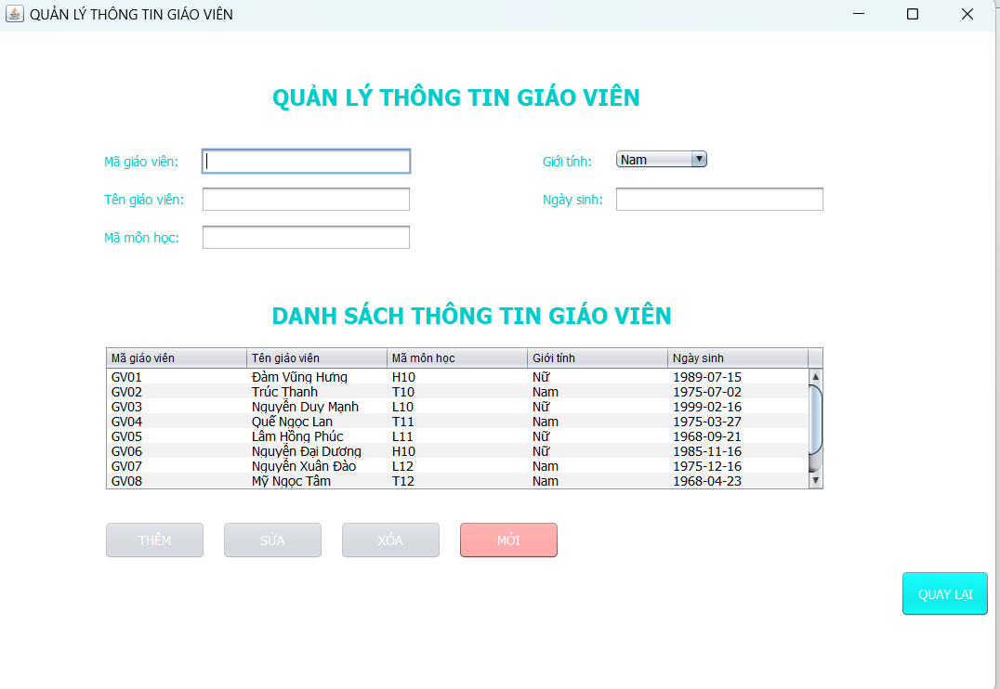 QUẢN LÝ THÔNG TIN GIÁO VIÊN
QUẢN LÝ THÔNG TIN GIÁO VIÊN
Mã giáo viên: Giới tính: Nam
Tên giáo viên: Ngày sinh:
Mã môn học:
DANH SÁCH THÔNG TIN GIÁO VIÊN
Mã giáo viên Tên giáo viên Mã môn học Giới tính Ngày sinh
GV01 Đàm Vũng Hưng H10 Nữ 1989-07-15
GV02 Trúc Thanh T10 Nam 1975-07-02
GV03 Nguyễn Duy Mạnh L10 Nữ 1999-02-16
GV04 Quế Ngọc Lan T11 Nam 1975-03-27
GV05 Lâm Hồng Phúc L11 Nữ 1968-09-21
GV06 Nguyễn Đại Dương H10 Nữ 1985-11-16
GV07 Nguyễn Xuân Đào L12 Nam 1975-12-16
GV08 Mỹ Ngọc Tâm T12 Nam 1968-04-23
THÊM SỬA XÓA MỚI
QUAY LẠI